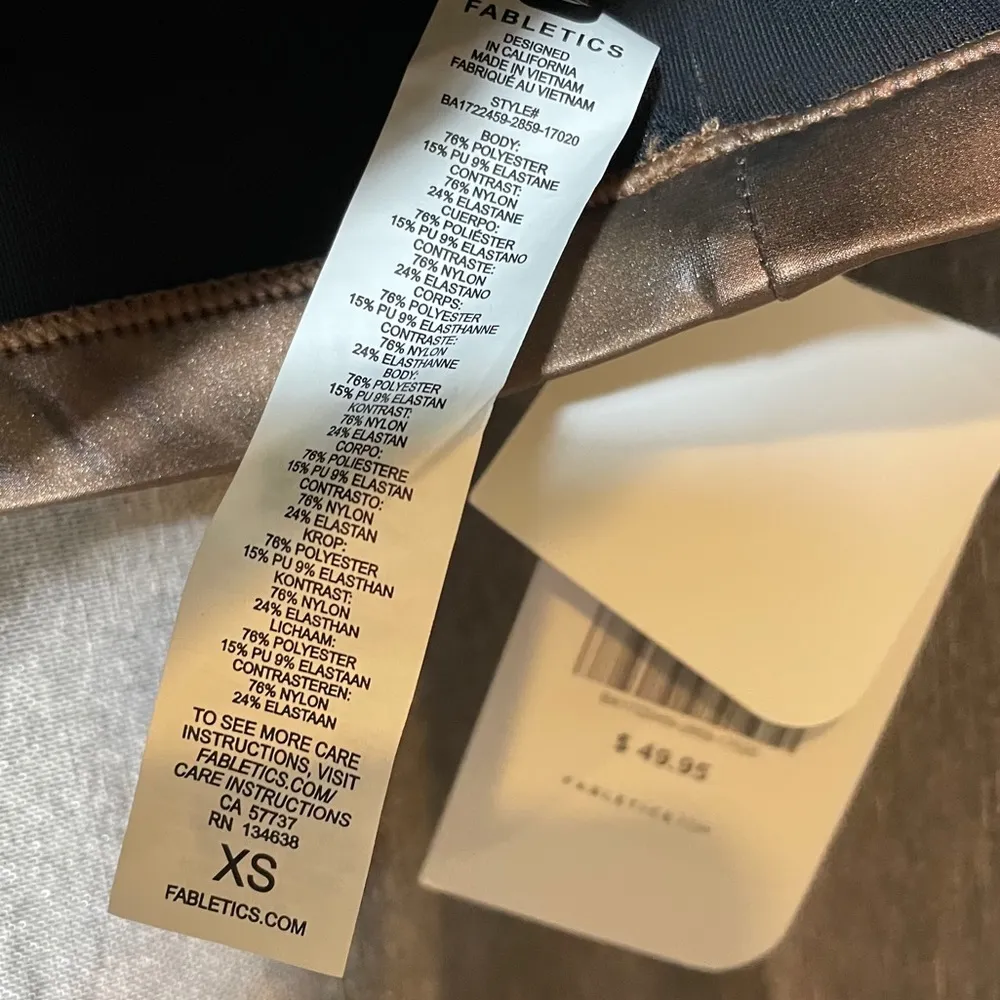 FABLETICS
DESIGNED
IN CALIFORNIA
MADE IN VIETNAM
FABRIQUÉ AU VIETNAM
STYLE#
BA1722459-2859-17020
BODY:
76% POLYESTER
15% PU 9% ELASTANE
CONTRAST:
76% NYLON
24% ELASTANE
CUERPO:
76% POLIÉSTER
15% PU 9% ELASTANO
CONTRASTE:
76% NYLON
24% ELASTANO
CORPS:
76% POLYESTER
15% PU 9% ELASTHANNE
CONTRASTE:
76% NYLON
24% ELASTHANNE
BODY:
76% POLYESTER
15% PU 9% ELASTAN
KONTRAST:
76% NYLON
24% ELASTAN
CORPO:
76% POLIESTERE
15% PU 9% ELASTAN
CONTRASTO:
76% NYLON
24% ELASTAN
KROP:
76% POLYESTER
15% PU 9% ELASTHAN
KONTRAST:
76% NYLON
24% ELASTHAN
LICHAAM:
76% POLYESTER
15% PU 9% ELASTAAN
CONTRASTEREN:
76% NYLON
24% ELASTAAN
TO SEE MORE CARE
INSTRUCTIONS, VISIT
FABLETICS.COM/
CARE INSTRUCTIONS
CA 57737
RN 134638
XS
FABLETICS.COM
$ 49.95
FABLETICS.COM